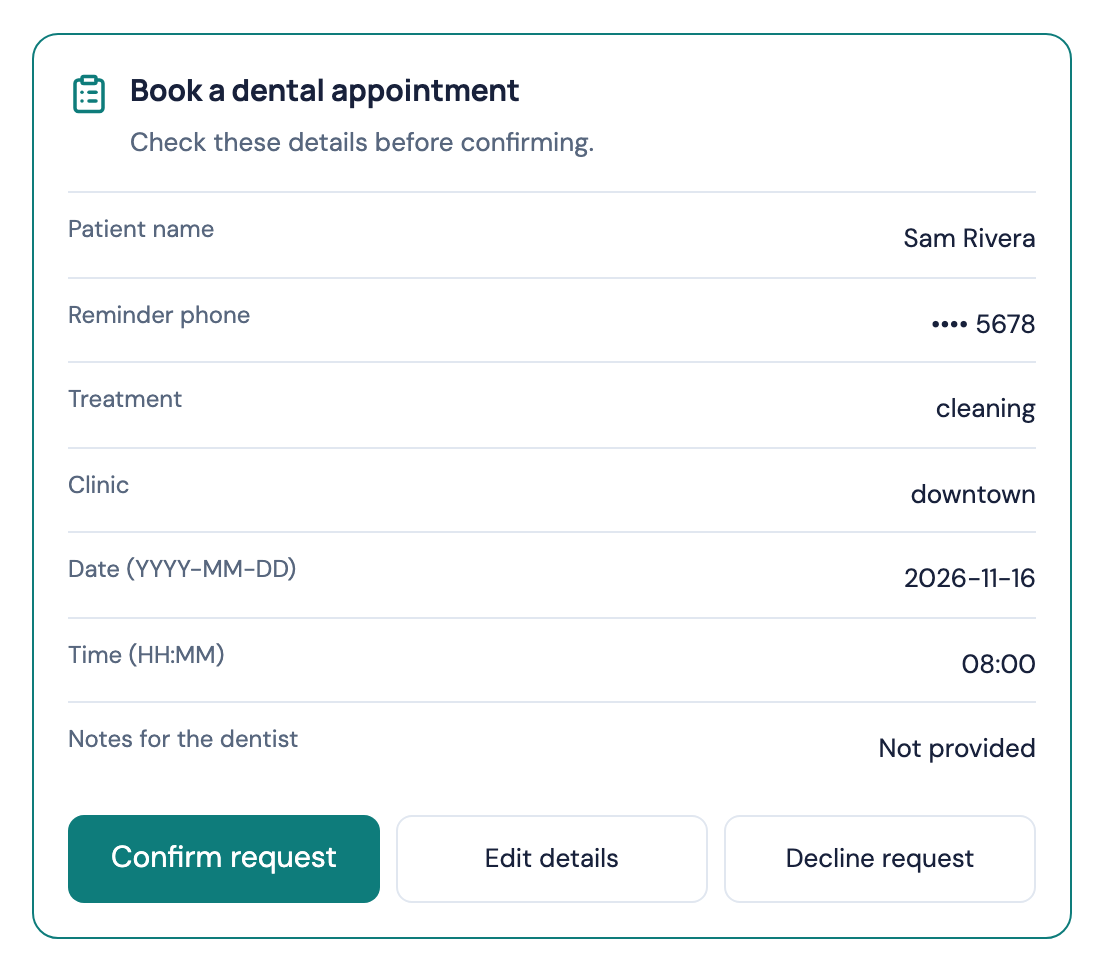 Book a dental appointment
Check these details before confirming.
Patient name
Sam Rivera
Reminder phone
•••• 5678
Treatment
cleaning
Clinic
downtown
Date (YYYY-MM-DD)
2026-11-16
Time (HH:MM)
08:00
Notes for the dentist
Not provided
Confirm request
Edit details
Decline request